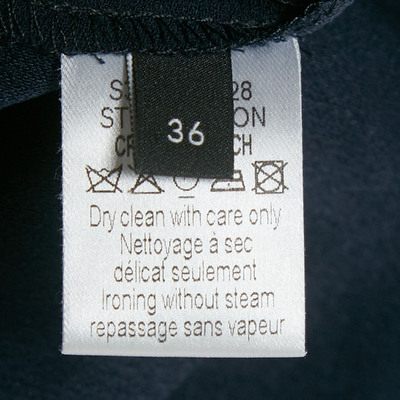 36
Dry clean with care only
Nettoyage à sec
délicat seulement
Ironing without steam
repassage sans vapeur